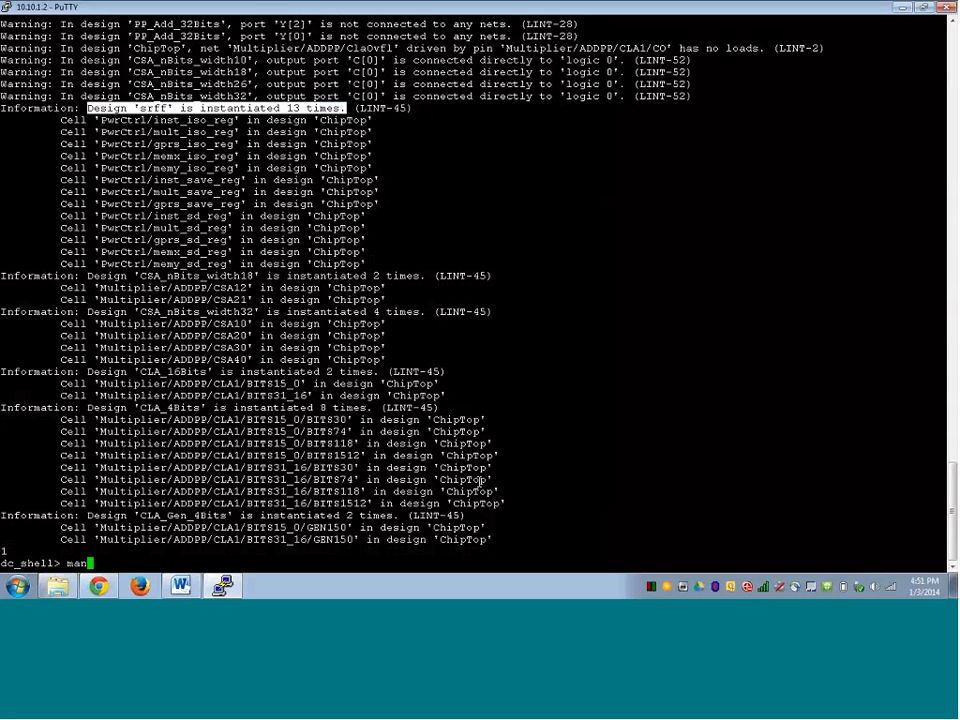 10.10.1.2 - PuTTY
Warning: In design 'PP_Add_32Bits', port 'Y[2]' is not connected to any nets. (LINT-28)
Warning: In design 'PP_Add_32Bits', port 'Y[0]' is not connected to any nets. (LINT-28)
Warning: In design 'ChipTop', net 'Multiplier/ADDPP/ClaOvfl' driven by pin 'Multiplier/ADDPP/CLA1/CO' has no loads. (LINT-2)
Warning: In design 'CSA_nBits_width10', output port 'C[0]' is connected directly to 'logic 0'. (LINT-52)
Warning: In design 'CSA_nBits_width18', output port 'C[0]' is connected directly to 'logic 0'. (LINT-52)
Warning: In design 'CSA_nBits_width26', output port 'C[0]' is connected directly to 'logic 0'. (LINT-52)
Warning: In design 'CSA_nBits_width32', output port 'C[0]' is connected directly to 'logic 0'. (LINT-52)
Information: Design 'srff' is instantiated 13 times. (LINT-45)
Cell 'PwrCtrl/inst_iso_reg' in design 'ChipTop'
Cell 'PwrCtrl/mult_iso_reg' in design 'ChipTop'
Cell 'PwrCtrl/gprs_iso_reg' in design 'ChipTop'
Cell 'PwrCtrl/memx_iso_reg' in design 'ChipTop'
Cell 'PwrCtrl/memy_iso_reg' in design 'ChipTop'
Cell 'PwrCtrl/inst_save_reg' in design 'ChipTop'
Cell 'PwrCtrl/mult_save_reg' in design 'ChipTop'
Cell 'PwrCtrl/gprs_save_reg' in design 'ChipTop'
Cell 'PwrCtrl/inst_sd_reg' in design 'ChipTop'
Cell 'PwrCtrl/mult_sd_reg' in design 'ChipTop'
Cell 'PwrCtrl/gprs_sd_reg' in design 'ChipTop'
Cell 'PwrCtrl/memx_sd_reg' in design 'ChipTop'
Cell 'PwrCtrl/memy_sd_reg' in design 'ChipTop'
Information: Design 'CSA_nBits_width18' is instantiated 2 times. (LINT-45)
Cell 'Multiplier/ADDPP/CSA12' in design 'ChipTop'
Cell 'Multiplier/ADDPP/CSA21' in design 'ChipTop'
Information: Design 'CSA_nBits_width32' is instantiated 4 times. (LINT-45)
Cell 'Multiplier/ADDPP/CSA10' in design 'ChipTop'
Cell 'Multiplier/ADDPP/CSA20' in design 'ChipTop'
Cell 'Multiplier/ADDPP/CSA30' in design 'ChipTop'
Cell 'Multiplier/ADDPP/CSA40' in design 'ChipTop'
Information: Design 'CLA_16Bits' is instantiated 2 times. (LINT-45)
Cell 'Multiplier/ADDPP/CLA1/BITS15_0' in design 'ChipTop'
Cell 'Multiplier/ADDPP/CLA1/BITS31_16' in design 'ChipTop'
Information: Design 'CLA_4Bits' is instantiated 8 times. (LINT-45)
Cell 'Multiplier/ADDPP/CLA1/BITS15_0/BITS30' in design 'ChipTop'
Cell 'Multiplier/ADDPP/CLA1/BITS15_0/BITS74' in design 'ChipTop'
Cell 'Multiplier/ADDPP/CLA1/BITS15_0/BITS118' in design 'ChipTop'
Cell 'Multiplier/ADDPP/CLA1/BITS15_0/BITS1512' in design 'ChipTop'
Cell 'Multiplier/ADDPP/CLA1/BITS31_16/BITS30' in design 'ChipTop'
Cell 'Multiplier/ADDPP/CLA1/BITS31_16/BITS74' in design 'ChipTop'
Cell 'Multiplier/ADDPP/CLA1/BITS31_16/BITS118' in design 'ChipTop'
Cell 'Multiplier/ADDPP/CLA1/BITS31_16/BITS1512' in design 'ChipTop'
Information: Design 'CLA_Gen_4Bits' is instantiated 2 times. (LINT-45)
Cell 'Multiplier/ADDPP/CLA1/BITS15_0/GEN150' in design 'ChipTop'
Cell 'Multiplier/ADDPP/CLA1/BITS31_16/GEN150' in design 'ChipTop'
1
dc_shell> man
4:51 PM
1/3/2014